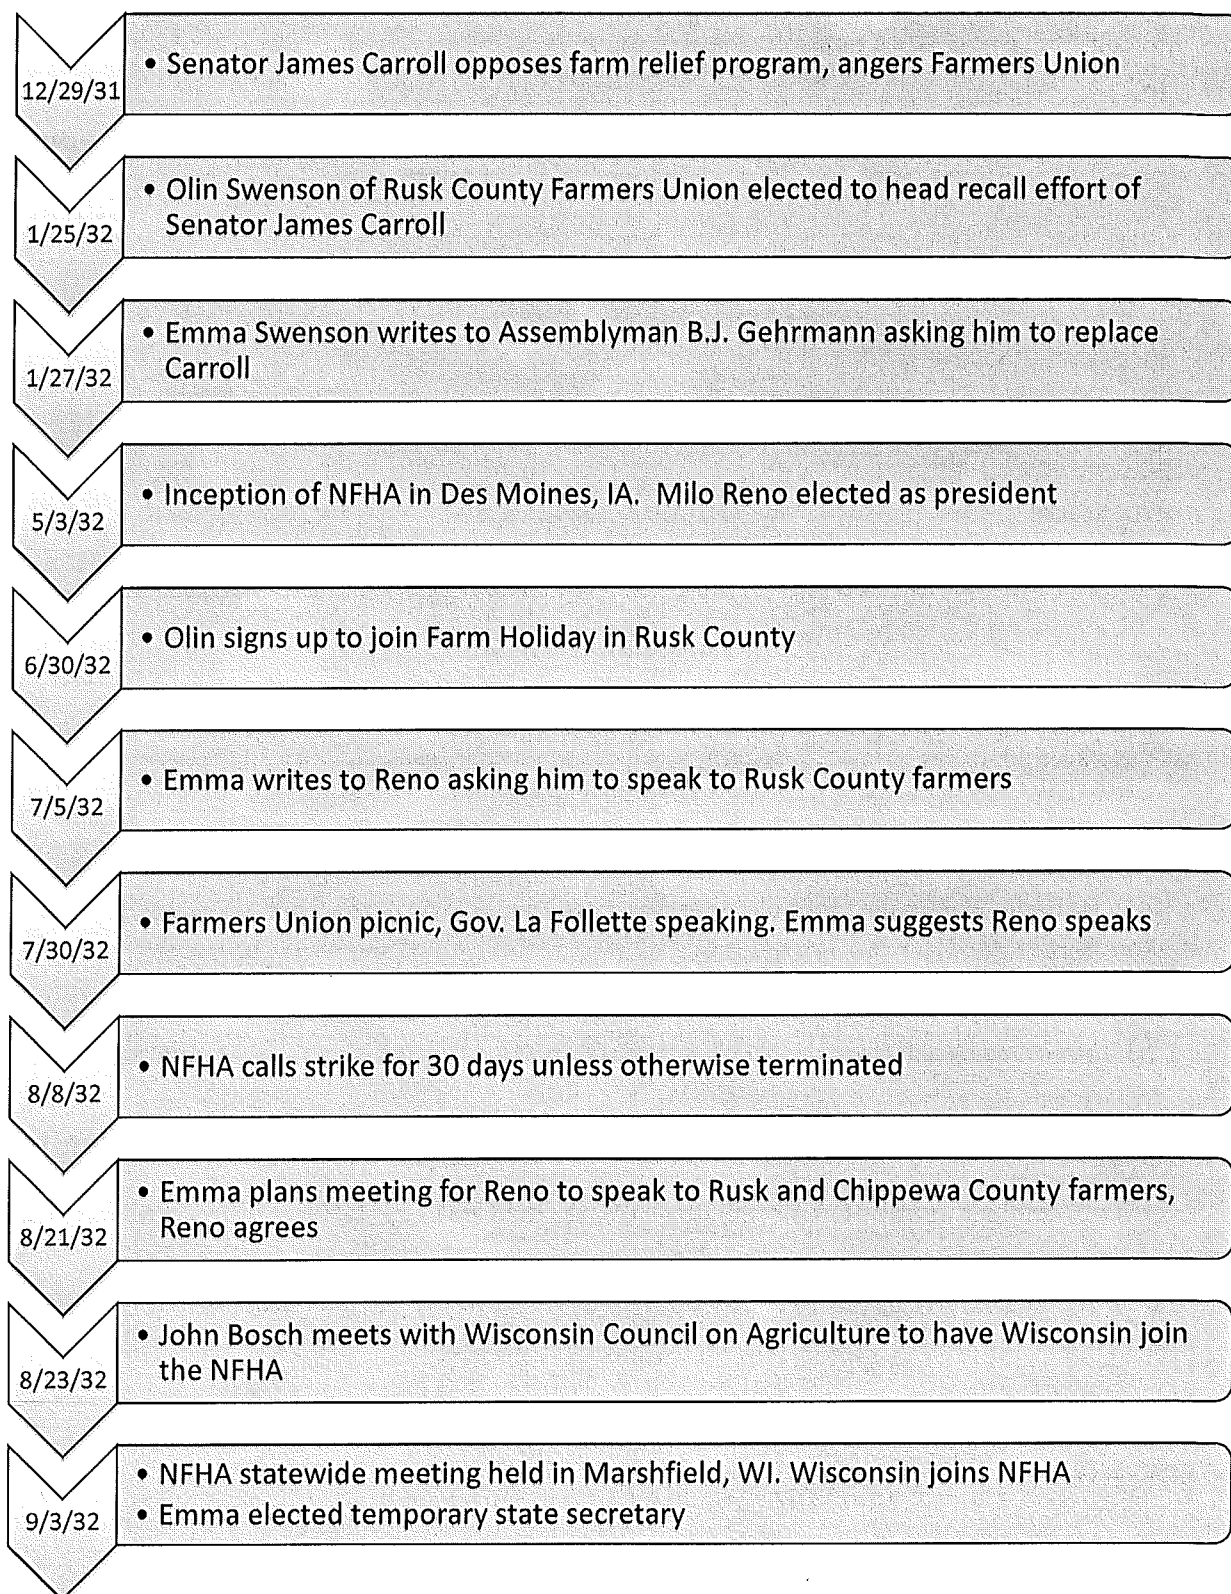 12/29/31
• Senator James Carroll opposes farm relief program, angers Farmers Union
1/25/32
• Olin Swenson of Rusk County Farmers Union elected to head recall effort of
Senator James Carroll
1/27/32
• Emma Swenson writes to Assemblyman B.J. Gehrmann asking him to replace
Carroll
5/3/32
• Inception of NFHA in Des Moines, IA. Milo Reno elected as president
6/30/32
• Olin signs up to join Farm Holiday in Rusk County
7/5/32
• Emma writes to Reno asking him to speak to Rusk County farmers
7/30/32
• Farmers Union picnic, Gov. La Follette speaking. Emma suggests Reno speaks
8/8/32
• NFHA calls strike for 30 days unless otherwise terminated
8/21/32
• Emma plans meeting for Reno to speak to Rusk and Chippewa County farmers,
Reno agrees
8/23/32
• John Bosch meets with Wisconsin Council on Agriculture to have Wisconsin join
the NFHA
9/3/32
• NFHA statewide meeting held in Marshfield, WI. Wisconsin joins NFHA
• Emma elected temporary state secretary